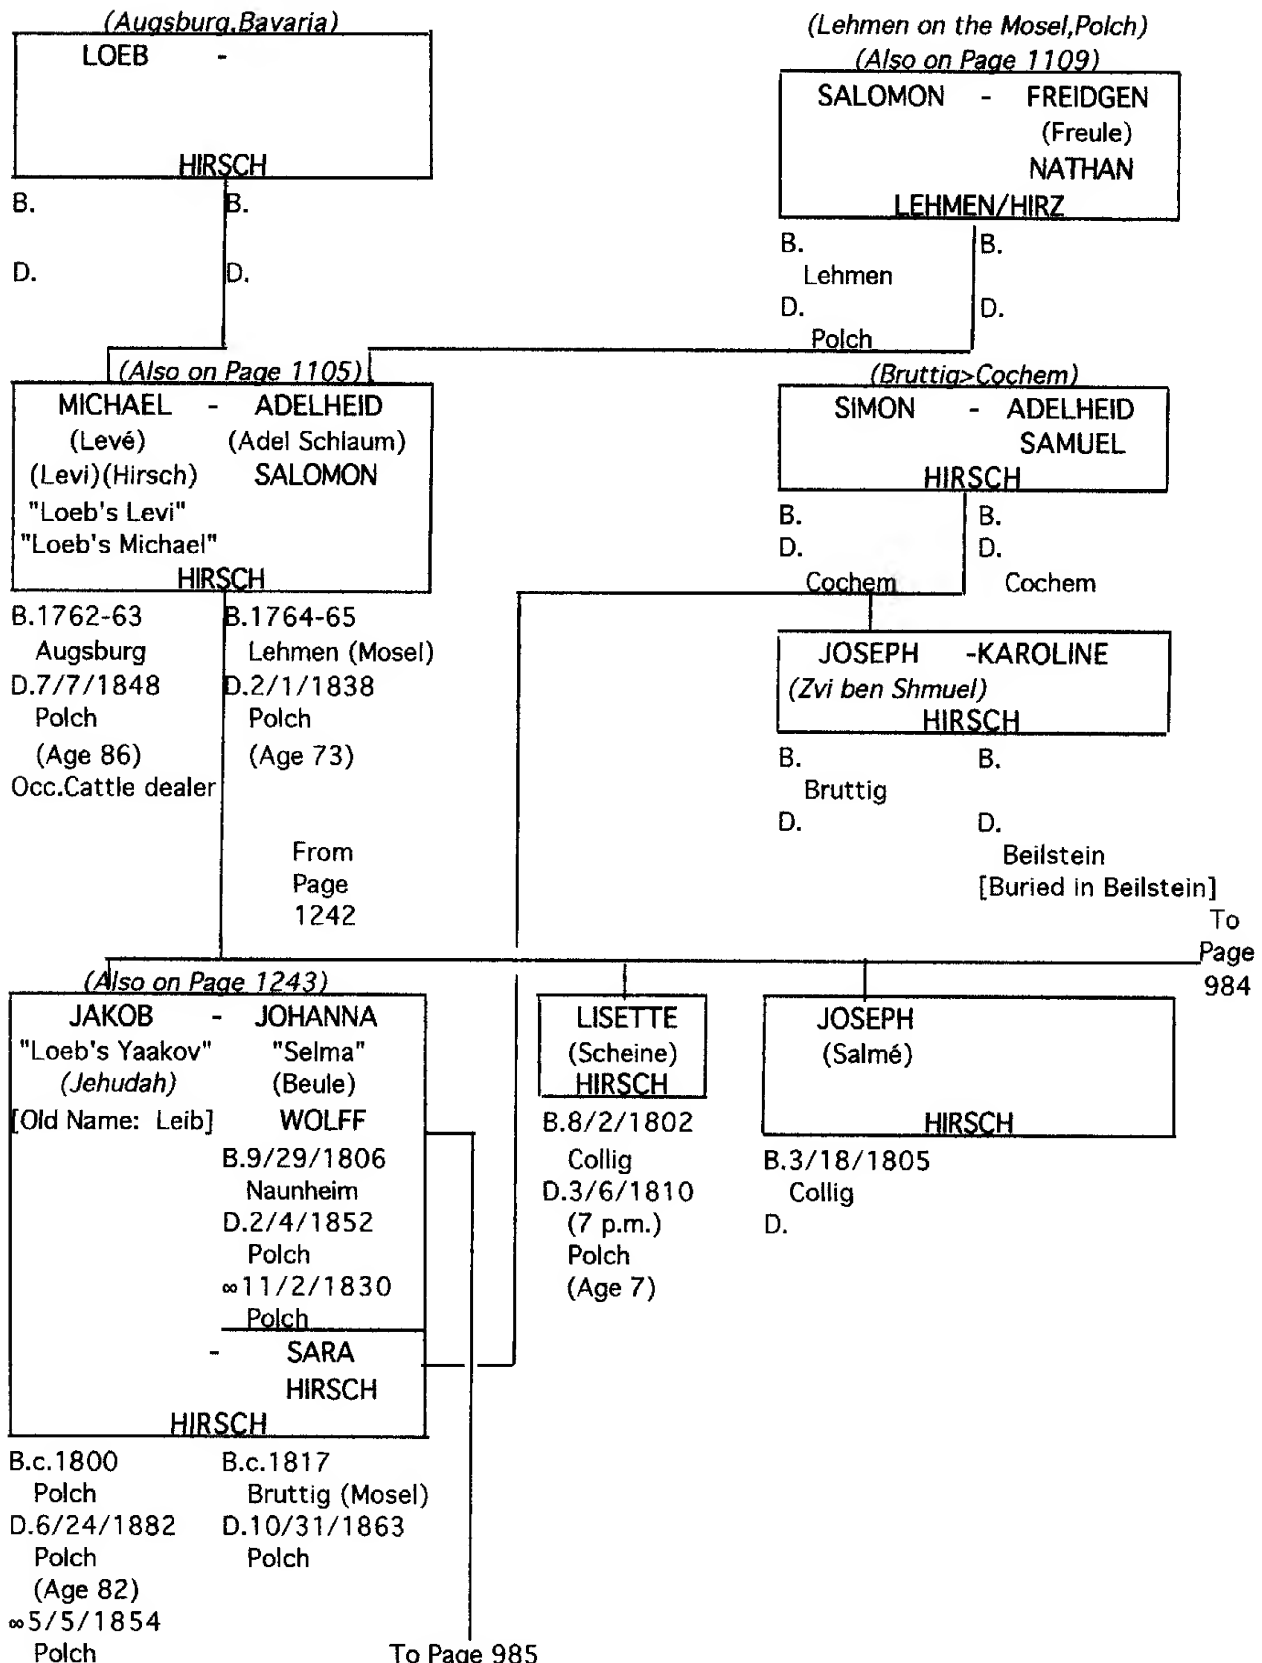 (Augsburg,Bavaria)
LOEB -
HIRSCH
B. B.
D. D.
(Lehmen on the Mosel,Polch)
(Also on Page 1109)
SALOMON - FREIDGEN
(Freule)
NATHAN
LEHMEN/HIRZ
B. B.
Lehmen
D. D.
Polch
(Also on Page 1105)
MICHAEL - ADELHEID
(Levé) (Adel Schlaum)
(Levi)(Hirsch) SALOMON
"Loeb's Levi"
"Loeb's Michael"
HIRSCH
B.1762-63 B.1764-65
Augsburg Lehmen (Mosel)
D.7/7/1848 D.2/1/1838
Polch Polch
(Age 86) (Age 73)
Occ.Cattle dealer
(Bruttig>Cochem)
SIMON - ADELHEID
SAMUEL
HIRSCH
B. B.
D. D.
Cochem Cochem
JOSEPH -KAROLINE
(Zvi ben Shmuel)
HIRSCH
B. B.
Bruttig
D. D.
Beilstein
[Buried in Beilstein]
From
Page
1242
To
Page
984
(Also on Page 1243)
JAKOB - JOHANNA
"Loeb's Yaakov" "Selma"
(Jehudah) (Beule)
[Old Name: Leib] WOLFF
B.9/29/1806
Naunheim
D.2/4/1852
Polch
∞11/2/1830
Polch
- SARA
HIRSCH
HIRSCH
B.c.1800 B.c.1817
Polch Bruttig (Mosel)
D.6/24/1882 D.10/31/1863
Polch Polch
(Age 82)
∞5/5/1854
Polch
LISETTE
(Scheine)
HIRSCH
B.8/2/1802
Collig
D.3/6/1810
(7 p.m.)
Polch
(Age 7)
JOSEPH
(Salmé)
HIRSCH
B.3/18/1805
Collig
D.
To Page 985